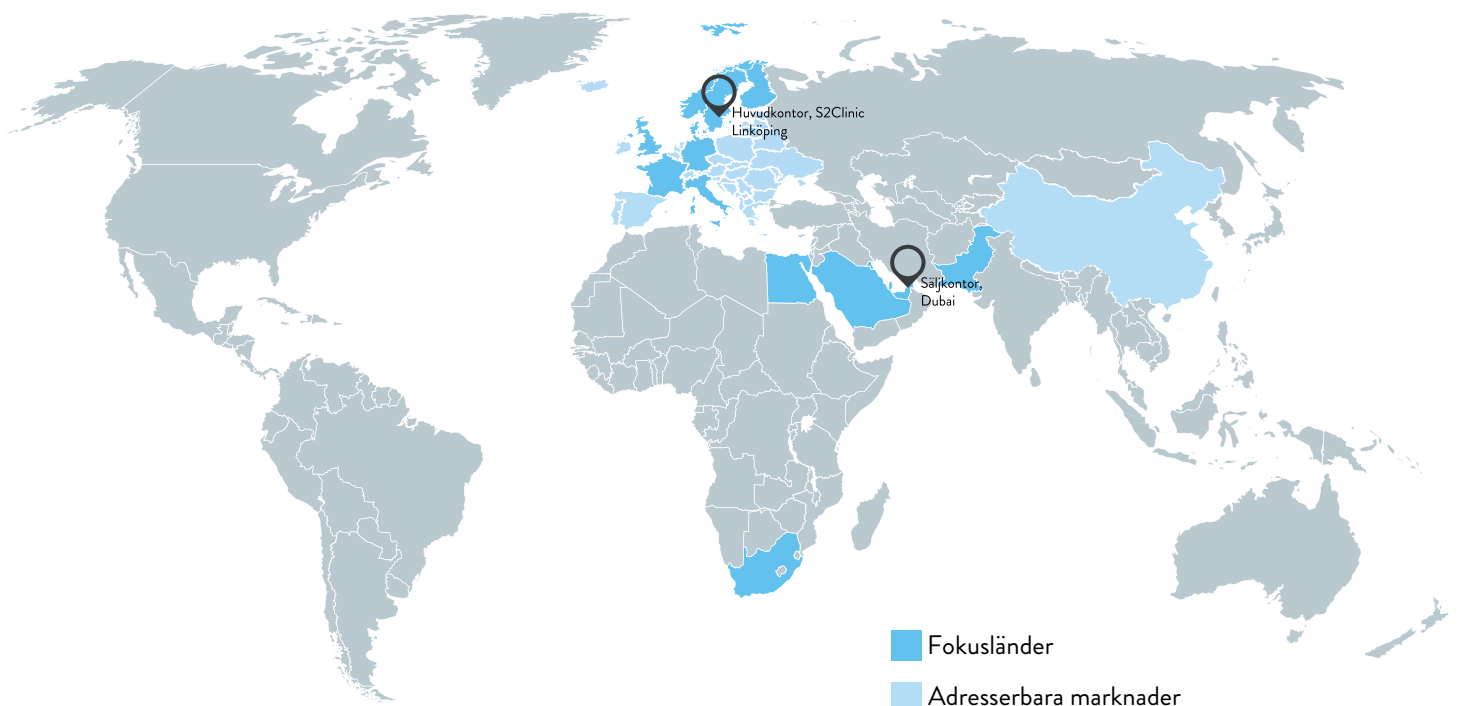 Huvudkontor, S2Clinic
Linköping
Säljkontor,
Dubai
Fokusländer
Adresserbara marknader